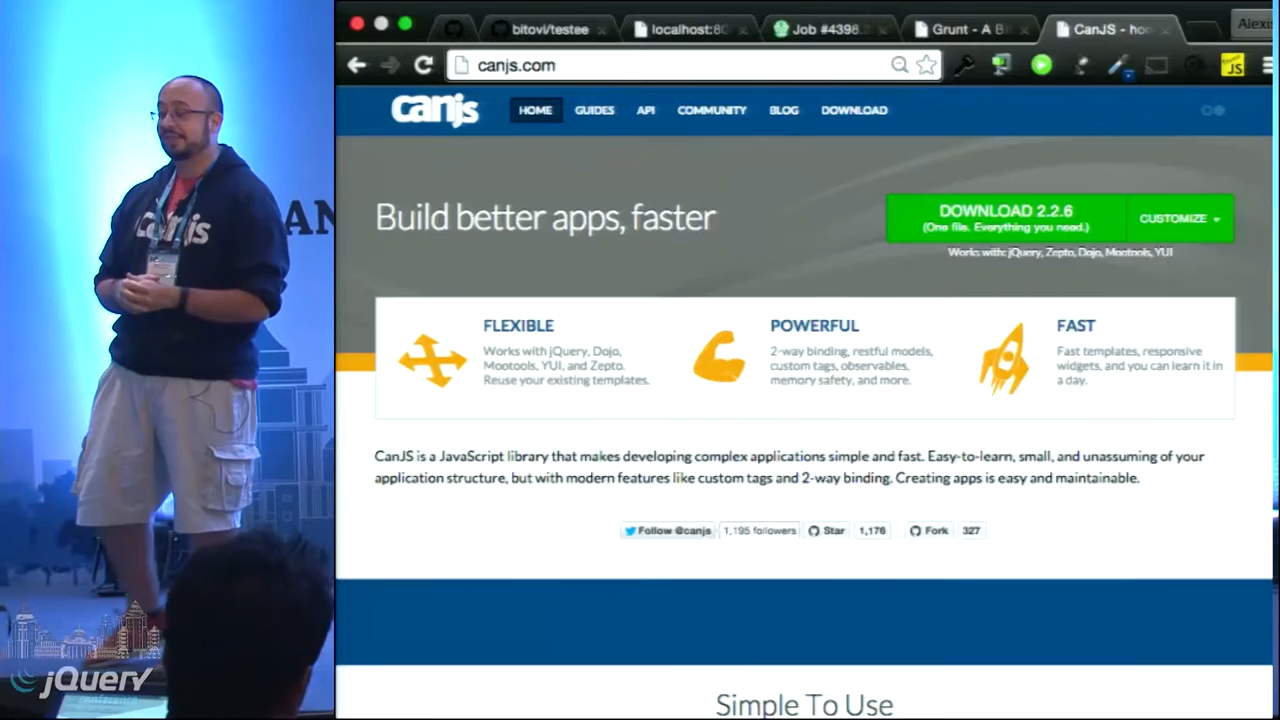 bitovi/testee
localhost:80
Job #4398.
Grunt - A B
CanJS - ho
Alexis
canjs.com
JS
canjs
HOME
GUIDES
API
COMMUNITY
BLOG
DOWNLOAD
Build better apps, faster
DOWNLOAD 2.2.6
(One file. Everything you need.)
CUSTOMIZE
Works with: jQuery, Zepto, Dojo, Mootools, YUI
FLEXIBLE
Works with jQuery, Dojo,
Mootools, YUI, and Zepto.
Reuse your existing templates.
POWERFUL
2-way binding, restful models,
custom tags, observables,
memory safety, and more.
FAST
Fast templates, responsive
widgets, and you can learn it in
a day.
CanJS is a JavaScript library that makes developing complex applications simple and fast. Easy-to-learn, small, and unassuming of your
application structure, but with modern features like custom tags and 2-way binding. Creating apps is easy and maintainable.
Follow @canjs
1,195 followers
Star
1,176
Fork
327
Simple To Use
canjs
AN
jQuery
conference